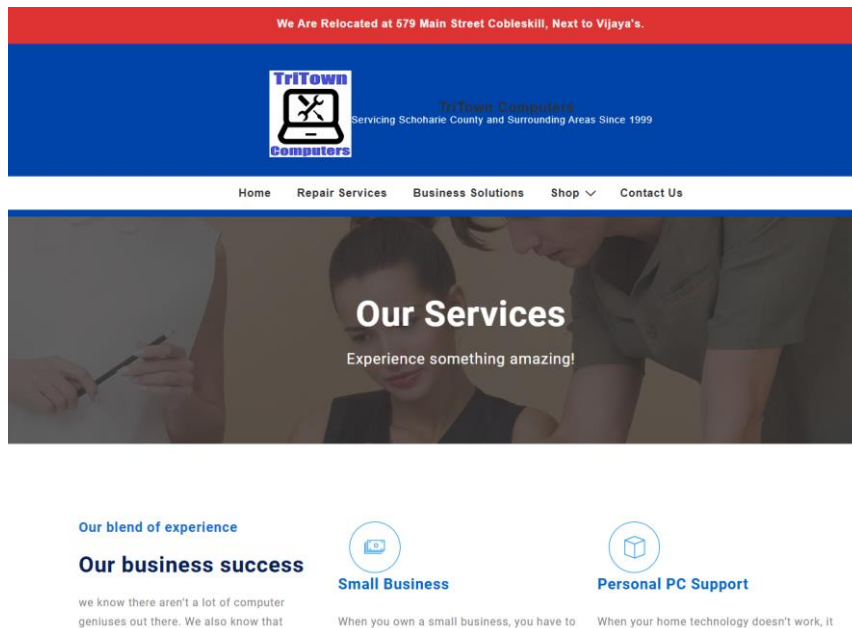 We Are Relocated at 579 Main Street Cobleskill, Next to Vijaya's.
TriTown
Computers
TriTown Computers
Servicing Schoharie County and Surrounding Areas Since 1999
Home Repair Services Business Solutions Shop Contact Us
Our Services
Experience something amazing!
Our blend of experience
Our business success
we know there aren't a lot of computer
geniuses out there. We also know that
Small Business
When you own a small business, you have to
Personal PC Support
When your home technology doesn't work, it